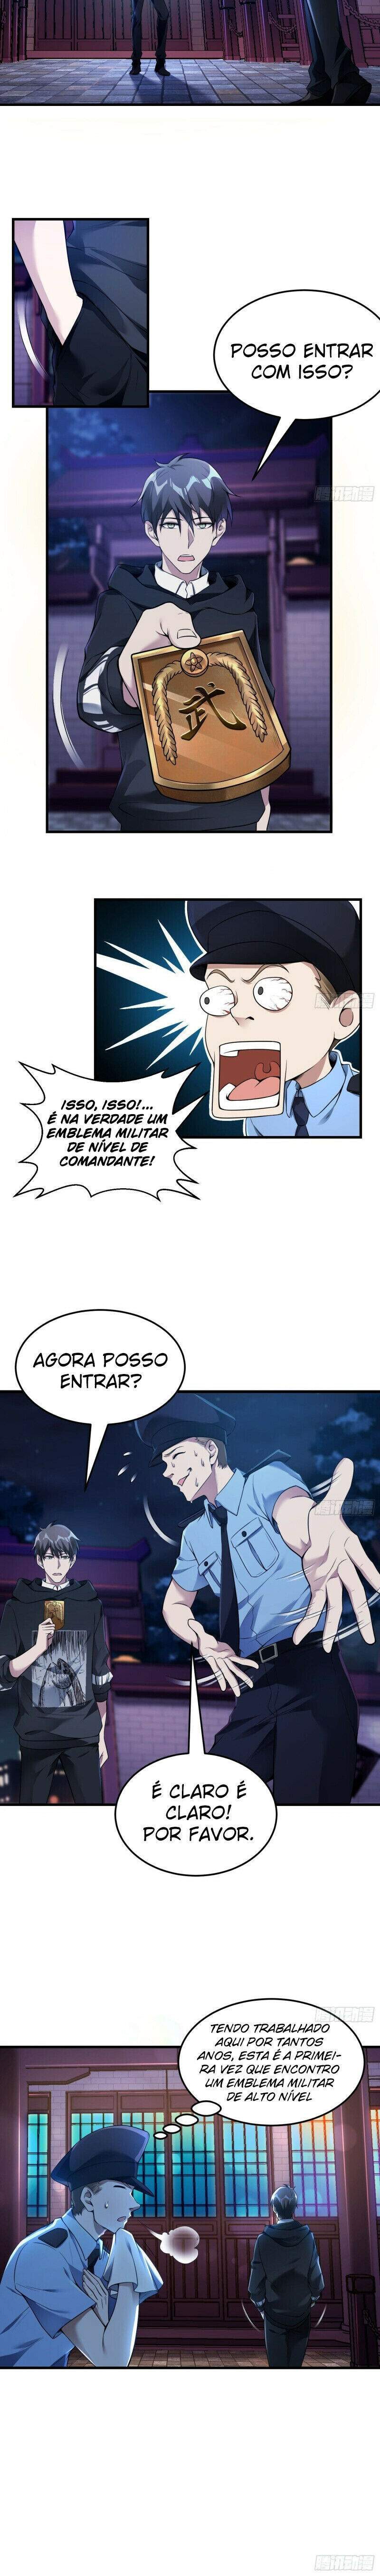 POSSO ENTRAR
COM ISSO?
武
ISSO, ISSO!...
É NA VERDADE UM
EMBLEMA MILITAR
DE NÍVEL DE
COMANDANTE!
AGORA POSSO
ENTRAR?
É CLARO É
CLARO!
POR FAVOR.
TENDO TRABALHADO
AQUI POR TANTOS
ANOS, ESTA É A PRIMEI-
RA VEZ QUE ENCONTRO
UM EMBLEMA MILITAR
DE ALTO NÍVEL